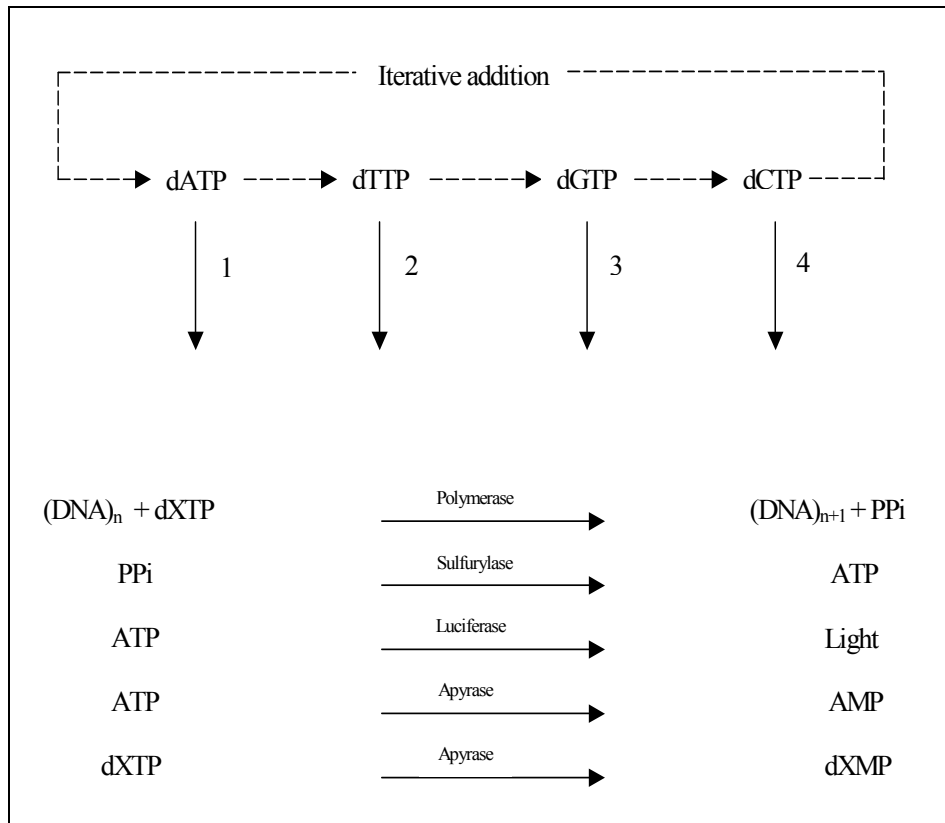 Iterative addition
dATP dTTP dGTP dCTP
1 2 3 4
Polymerase
(DNA)n + dXTP (DNA)n+1 + PPi
Sulfurylase
PPi ATP
Luciferase
ATP Light
Apyrase
ATP AMP
Apyrase
dXTP dXMP